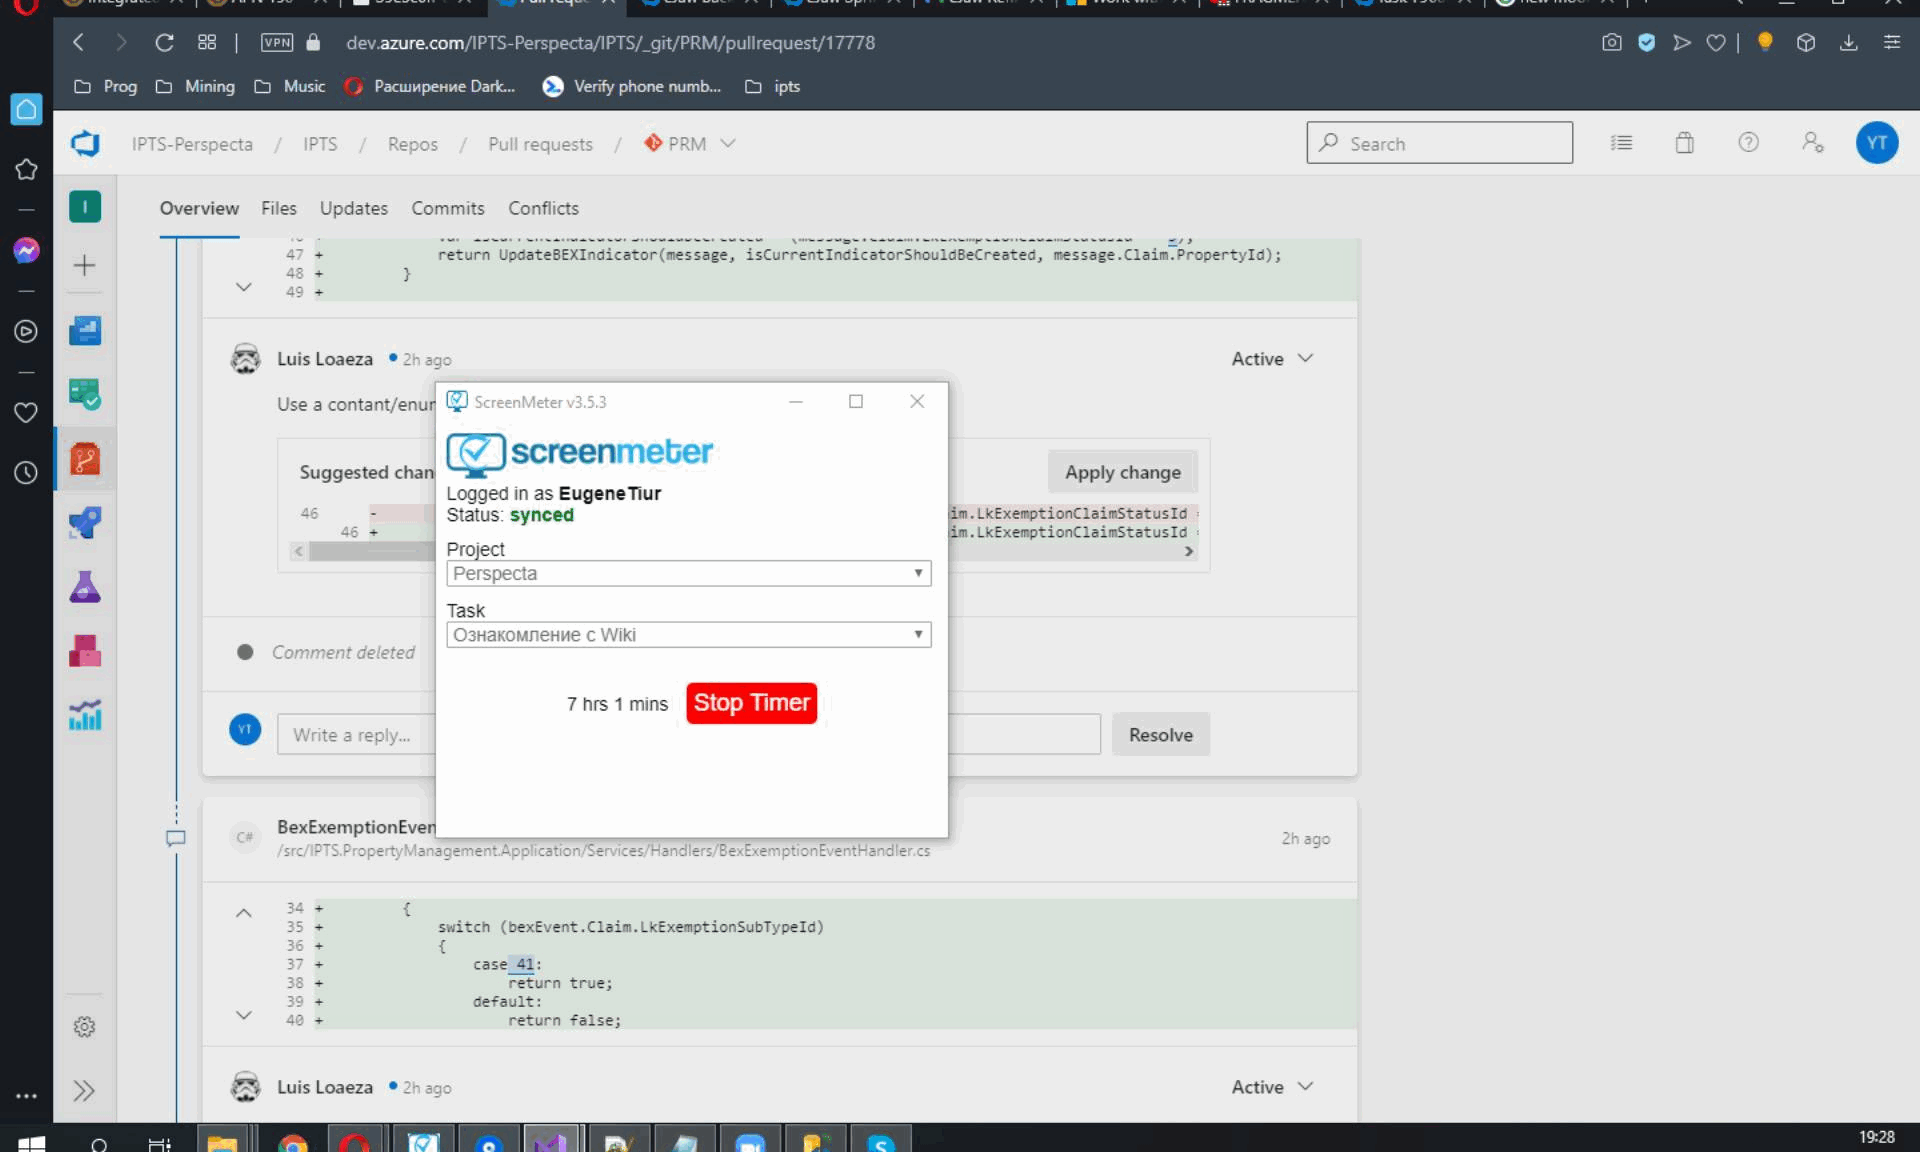 VPN dev.azure.com/IPTS-Perspecta/IPTS/_git/PRM/pullrequest/17778
Prog Mining Music Расширение Dark... Verify phone numb... ipts
IPTS-Perspecta / IPTS / Repos / Pull requests / PRM Search YT
I
Overview Files Updates Commits Conflicts
47 + return UpdateBEXIndicator(message, isCurrentIndicatorShouldBeCreated, message.Claim.PropertyId);
48 + }
49 +
Luis Loaeza 2h ago Active
Use a contant/enur
Suggested chan Apply change
46 - im.LkExemptionClaimStatusId
46 + im.LkExemptionClaimStatusId
ScreenMeter v3.5.3
screenmeter
Logged in as EugeneTiur
Status: synced
Project
Perspecta
Task
Ознакомление с Wiki
7 hrs 1 mins Stop Timer
Comment deleted
YT Write a reply... Resolve
C# BexExemptionEven 2h ago
/src/IPTS.PropertyManagement.Application/Services/Handlers/BexExemptionEventHandler.cs
34 + {
35 + switch (bexEvent.Claim.LkExemptionSubTypeId)
36 + {
37 + case 41:
38 + return true;
39 + default:
40 + return false;
Luis Loaeza 2h ago Active
19:28